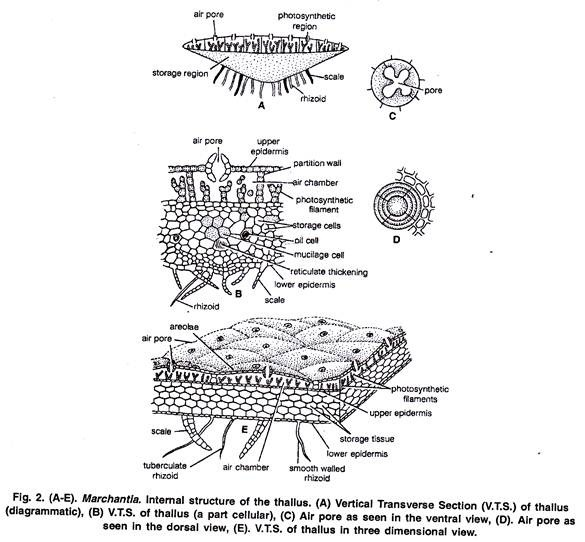 air pore
photosynthetic
region
storage region
scale
rhizoid
A
pore
C
air pore
upper
epidermis
partition wall
air chamber
photosynthetic
filament
storage cells
oil cell
mucilage cell
reticulate thickening
lower epidermis
scale
rhizoid
B
D
areolae
air pore
photosynthetic
filaments
upper epidermis
storage tissue
lower epidermis
scale
E
tuberculate
rhizoid
air chamber
smooth walled
rhizoid
Fig. 2. (A-E). Marchantia. Internal structure of the thallus. (A) Vertical Transverse Section (V.T.S.) of thallus
(diagrammatic), (B) V.T.S. of thallus (a part cellular), (C) Air pore as seen in the ventral view, (D). Air pore as
seen in the dorsal view, (E). V.T.S. of thallus in three dimensional view.